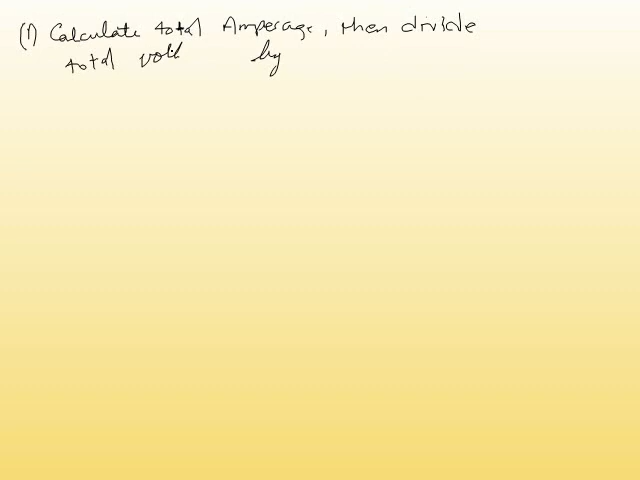 (1) Calculate total Amperage, then divide
total volt by